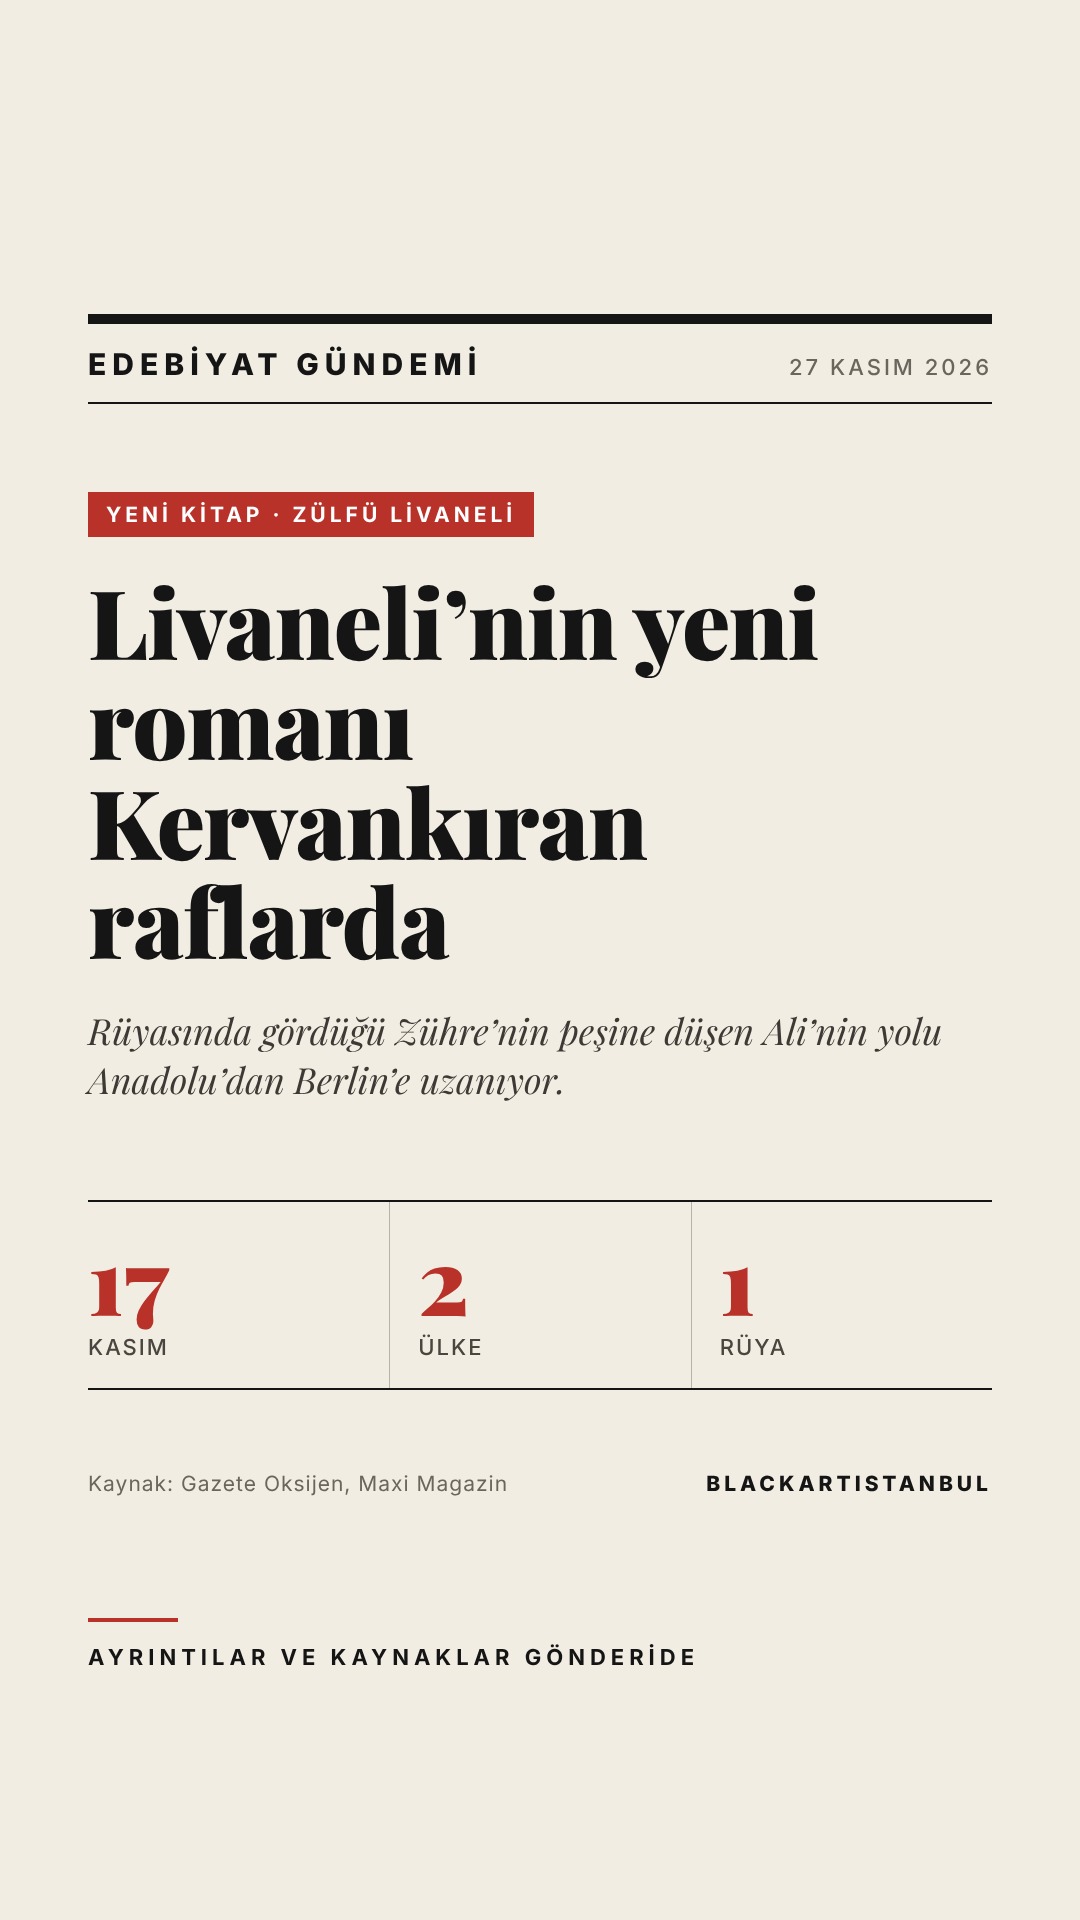 EDEBİYAT GÜNDEMİ
27 KASIM 2026
YENİ KİTAP · ZÜLFÜ LİVANELİ
Livaneli’nin yeni
romanı
Kervankıran
raflarda
Rüyasında gördüğü Zühre’nin peşine düşen Ali’nin yolu
Anadolu’dan Berlin’e uzanıyor.
17
KASIM
2
ÜLKE
1
RÜYA
Kaynak: Gazete Oksijen, Maxi Magazin
BLACKARTISTANBUL
AYRINTILAR VE KAYNAKLAR GÖNDERİDE